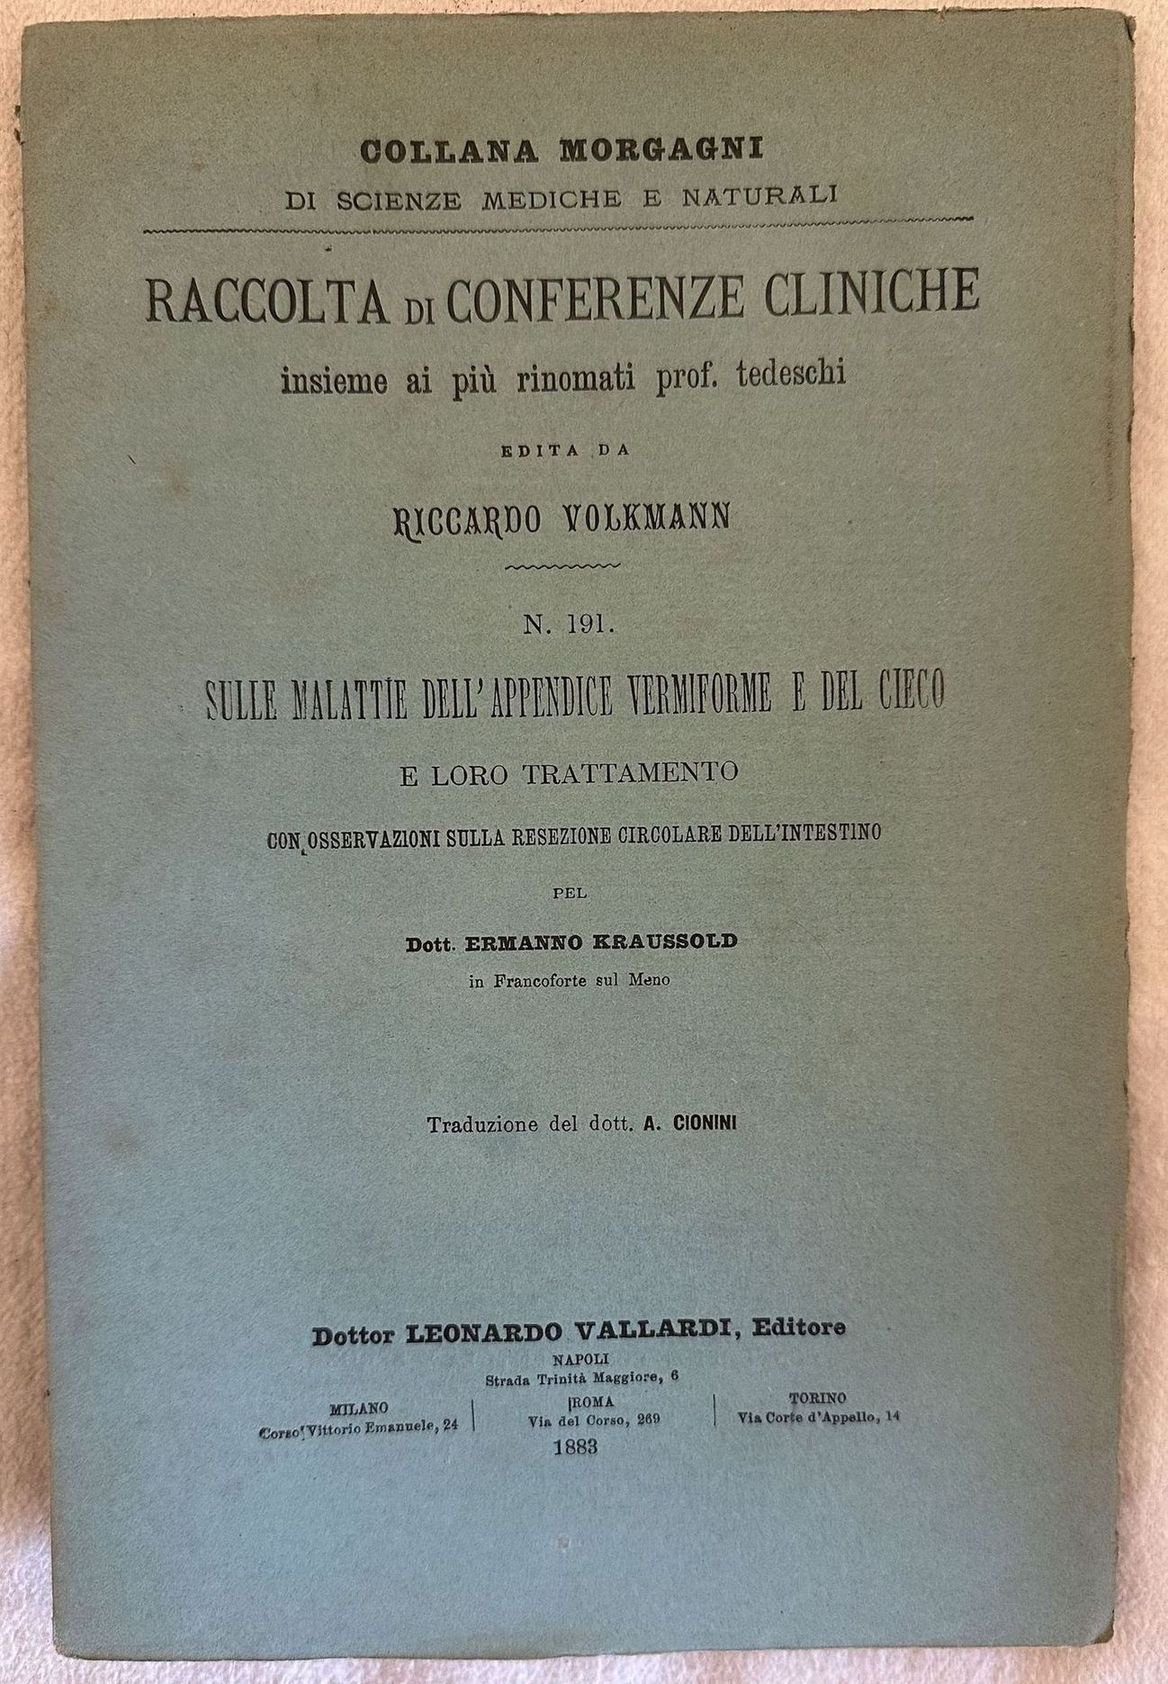 COLLANA MORGAGNI
DI SCIENZE MEDICHE E NATURALI
RACCOLTA DI CONFERENZE CLINICHE
insieme ai più rinomati prof. tedeschi
EDITA DA
RICCARDO VOLKMANN
N. 191.
SULLE MALATTIE DELL'APPENDICE VERMIFORME E DEL CIECO
E LORO TRATTAMENTO
CON OSSERVAZIONI SULLA RESEZIONE CIRCOLARE DELL'INTESTINO
PEL
Dott. ERMANNO KRAUSSOLD
in Francoforte sul Meno
Traduzione del dott. A. CIONINI
Dottor LEONARDO VALLARDI, Editore
NAPOLI
Strada Trinità Maggiore, 6
MILANO
Corso Vittorio Emanuele, 24
ROMA
Via del Corso, 269
TORINO
Via Corte d'Appello, 14
1883